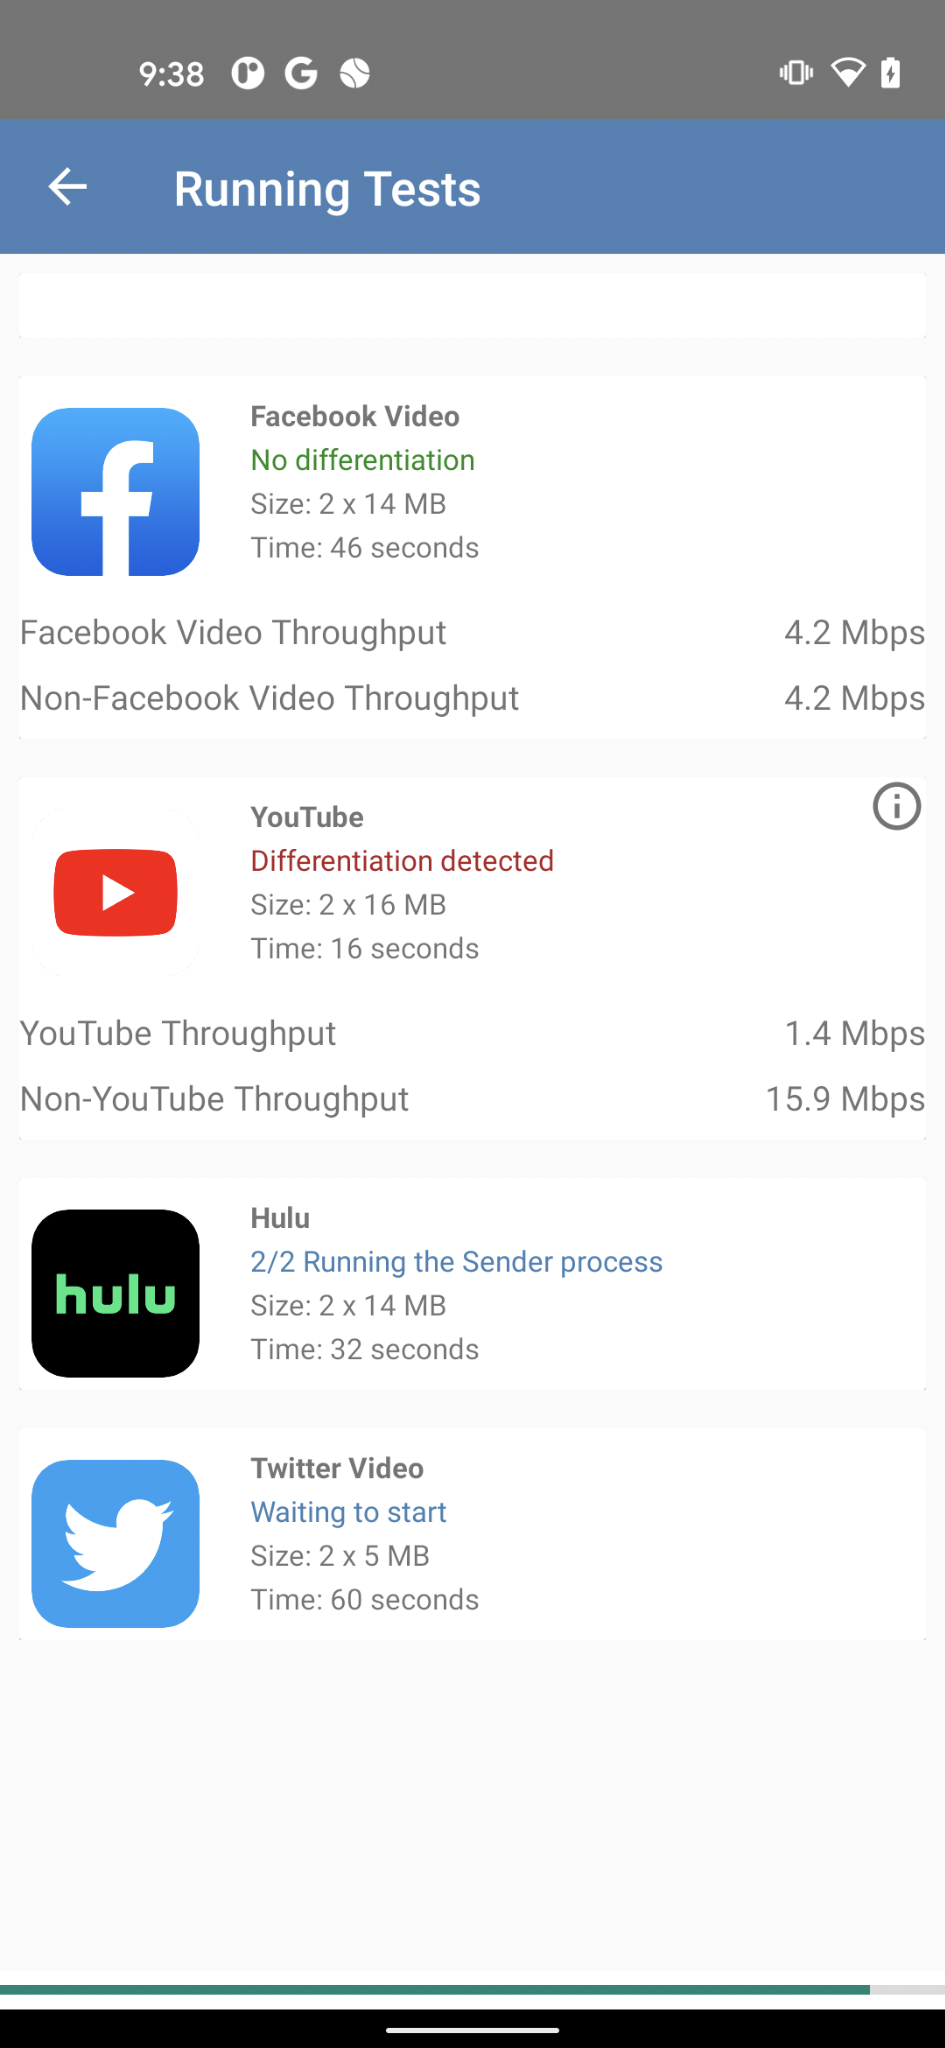 9:38
Running Tests
Facebook Video
No differentiation
Size: 2 x 14 MB
Time: 46 seconds
Facebook Video Throughput 4.2 Mbps
Non-Facebook Video Throughput 4.2 Mbps
YouTube
Differentiation detected
Size: 2 x 16 MB
Time: 16 seconds
YouTube Throughput 1.4 Mbps
Non-YouTube Throughput 15.9 Mbps
Hulu
hulu
2/2 Running the Sender process
Size: 2 x 14 MB
Time: 32 seconds
Twitter Video
Waiting to start
Size: 2 x 5 MB
Time: 60 seconds